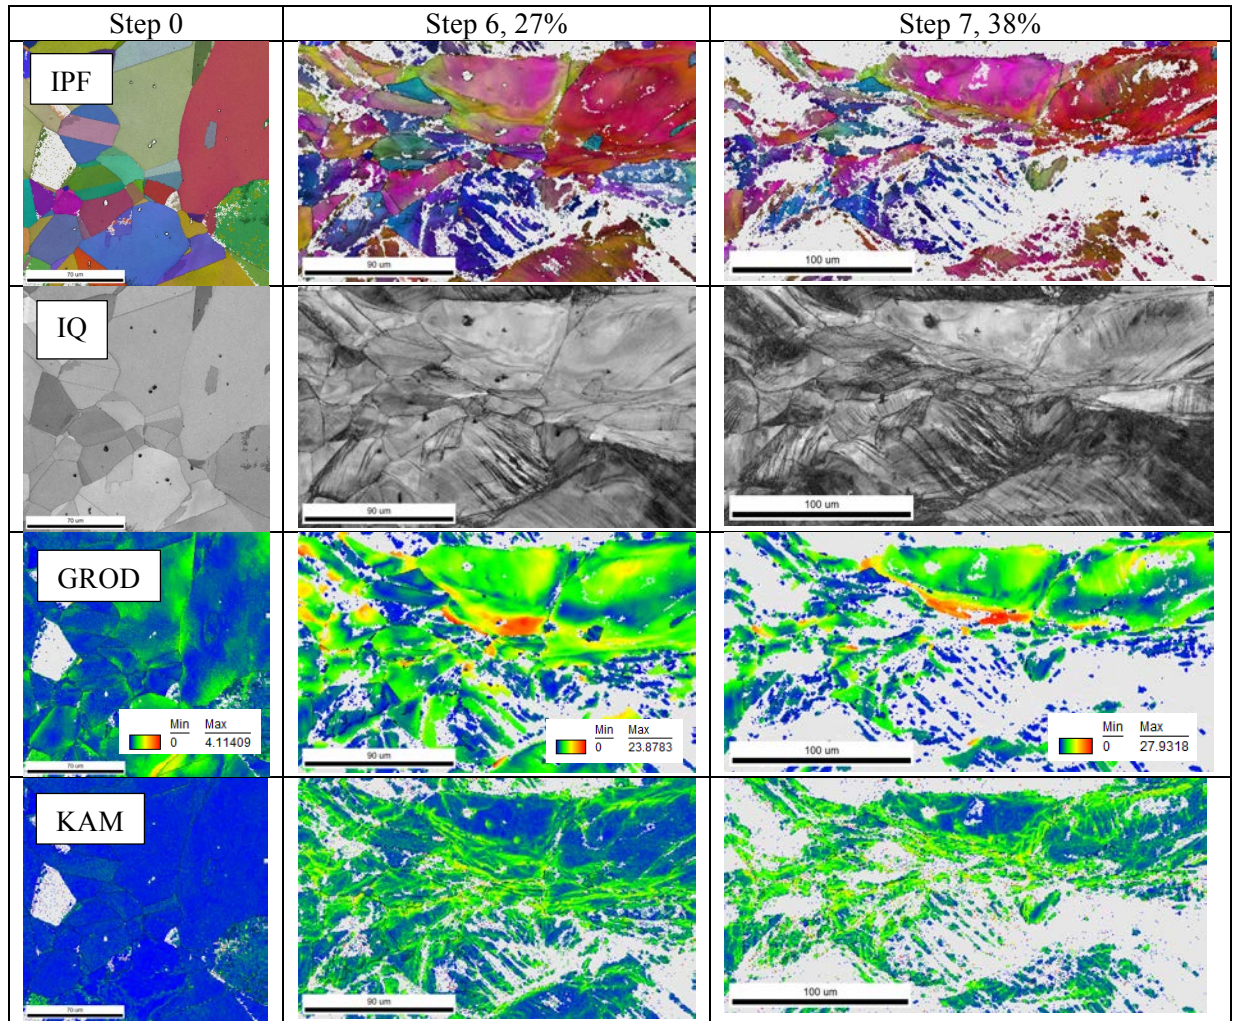 Step 0 Step 6, 27% Step 7, 38%
IPF
70 um 90 um 100 um
IQ
70 um 90 um 100 um
GROD
Min Max
0 4.11409
Min Max
0 23.8783
Min Max
0 27.9318
70 um 90 um 100 um
KAM
70 um 90 um 100 um